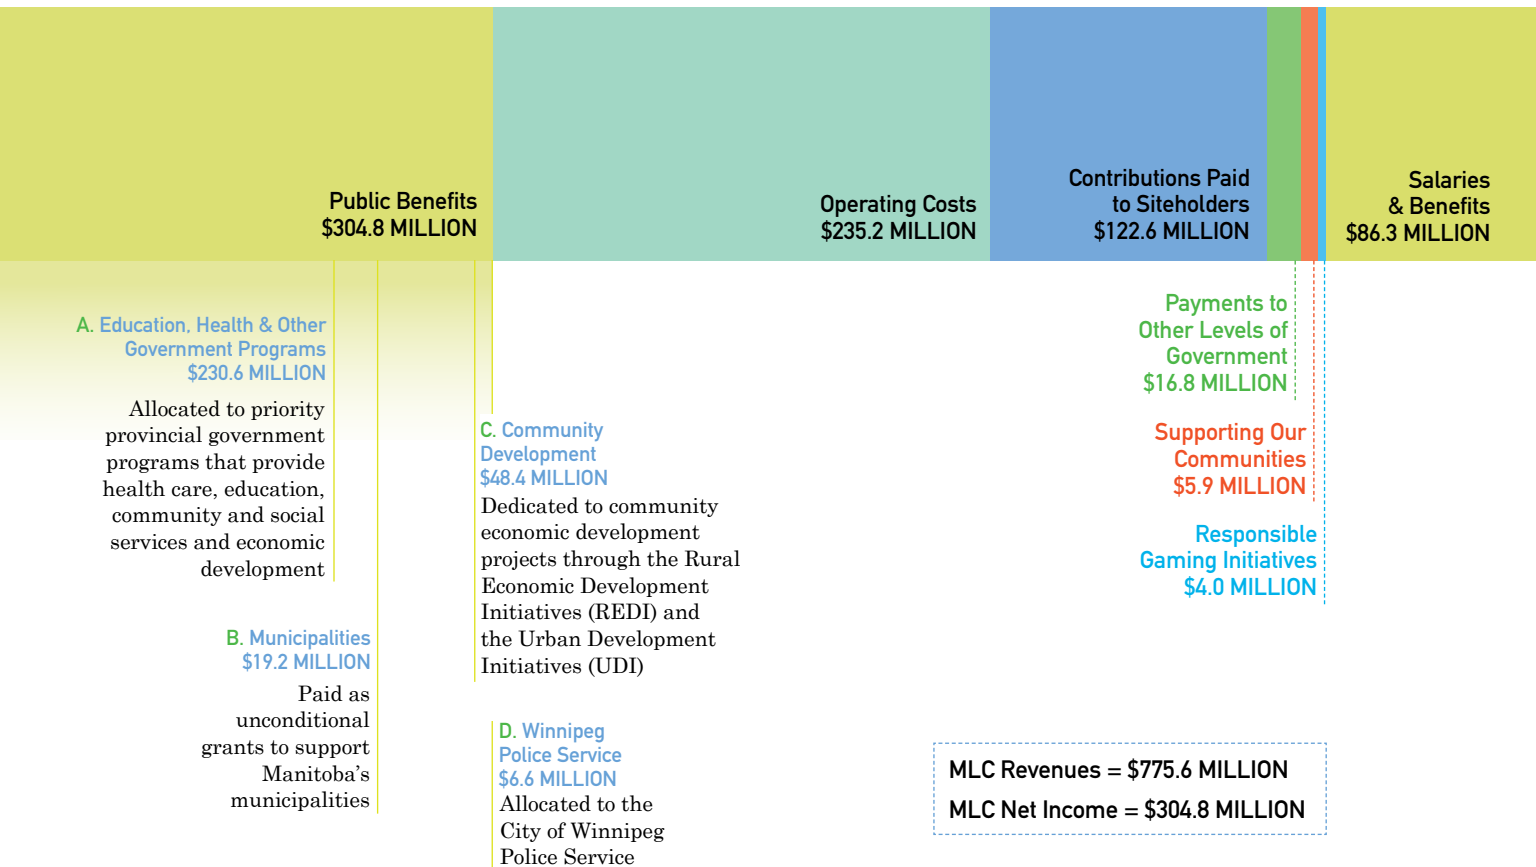 Public Benefits
$304.8 MILLION
Operating Costs
$235.2 MILLION
Contributions Paid
to Siteholders
$122.6 MILLION
Salaries
& Benefits
$86.3 MILLION
A. Education, Health & Other
Government Programs
$230.6 MILLION
Allocated to priority
provincial government
programs that provide
health care, education,
community and social
services and economic
development
B. Municipalities
$19.2 MILLION
Paid as
unconditional
grants to support
Manitoba’s
municipalities
C. Community
Development
$48.4 MILLION
Dedicated to community
economic development
projects through the Rural
Economic Development
Initiatives (REDI) and
the Urban Development
Initiatives (UDI)
D. Winnipeg
Police Service
$6.6 MILLION
Allocated to the
City of Winnipeg
Police Service
Payments to
Other Levels of
Government
$16.8 MILLION
Supporting Our
Communities
$5.9 MILLION
Responsible
Gaming Initiatives
$4.0 MILLION
MLC Revenues = $775.6 MILLION
MLC Net Income = $304.8 MILLION